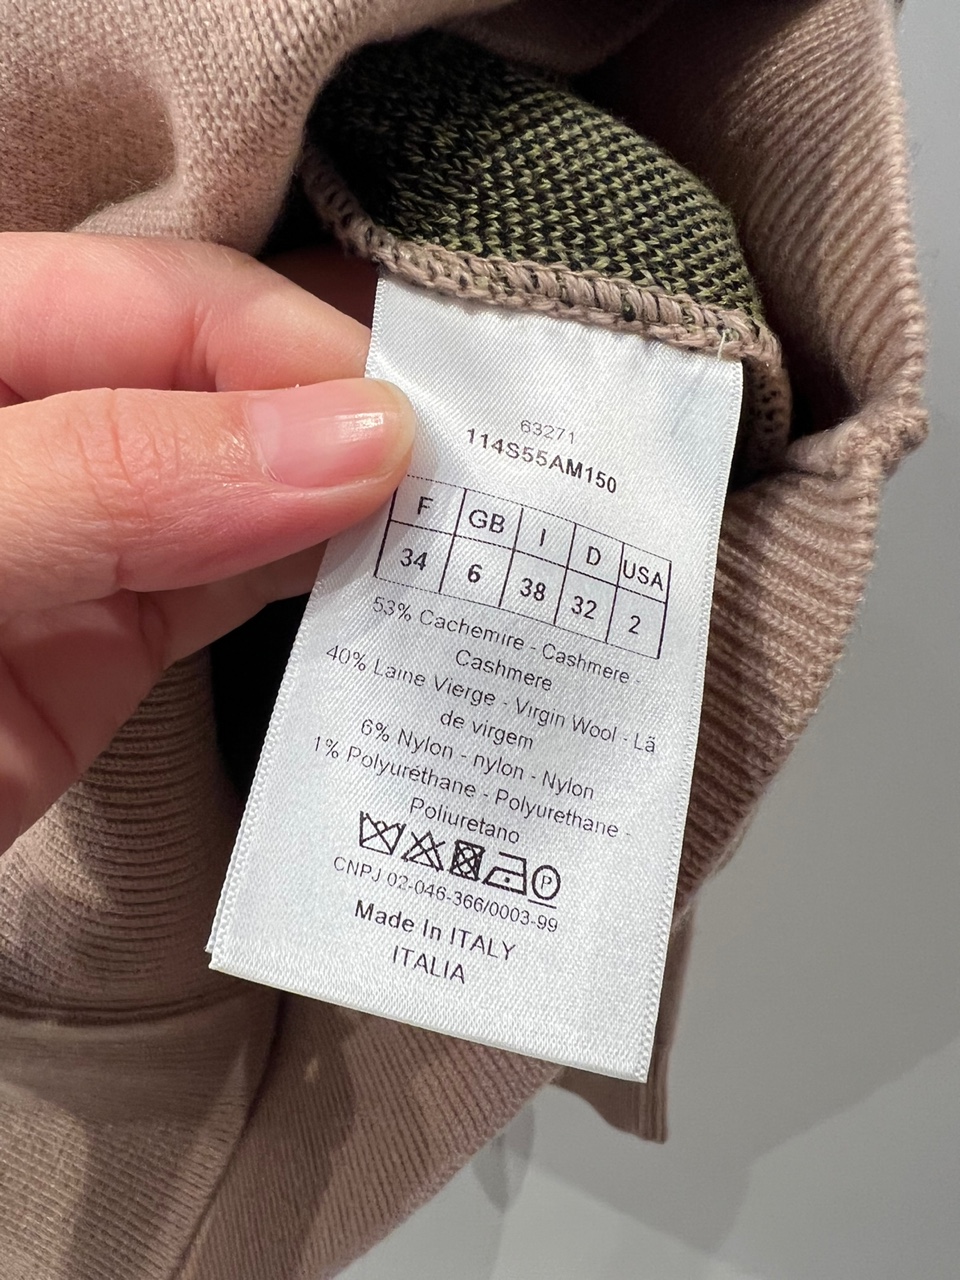 63271
114S55AM150
F GB I D USA
34 6 38 32 2
53% Cachemire - Cashmere -
Cashmere
40% Laine Vierge - Virgin Wool - Lã
de virgem
6% Nylon - nylon - Nylon
1% Polyuréthane - Polyurethane -
Poliuretano
P
CNPJ 02-046-366/0003-99
Made In ITALY
ITALIA